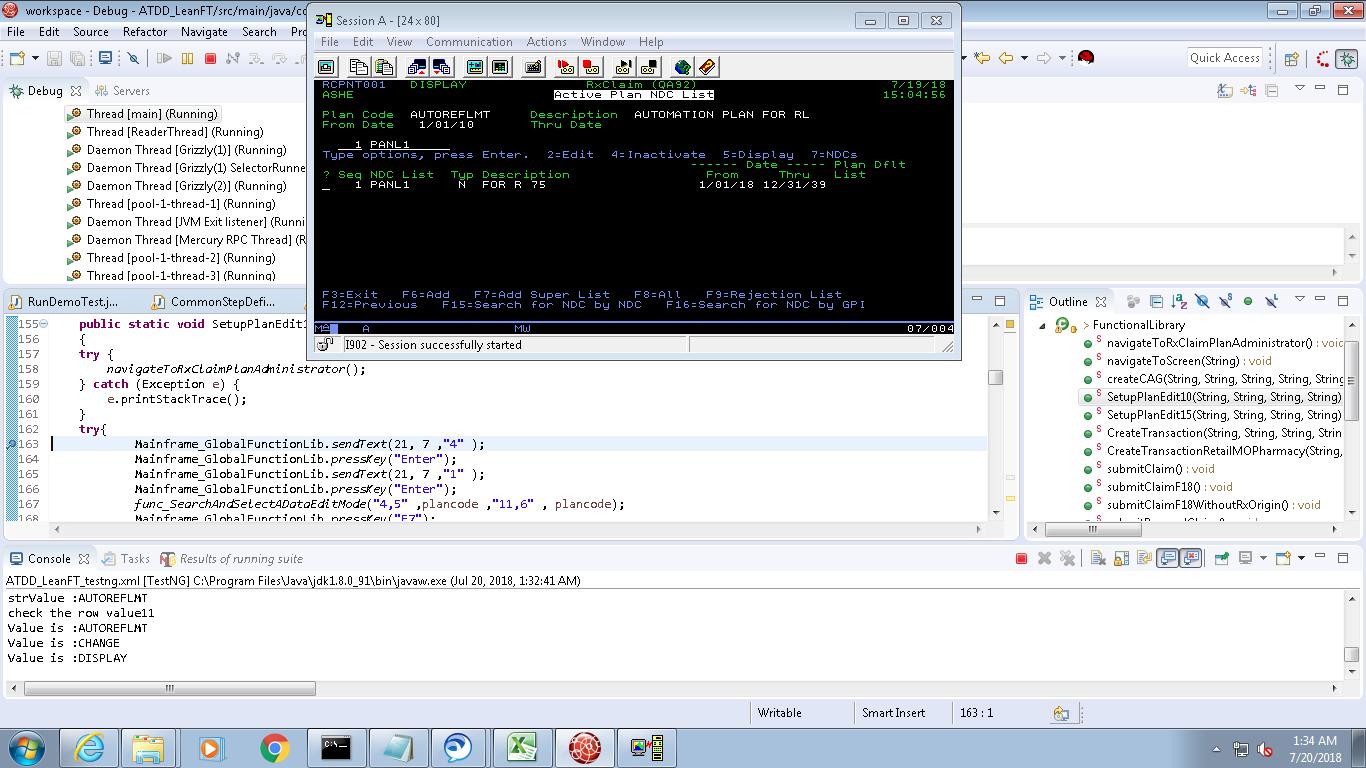 workspace - Debug - ATDD_LeanFT/src/main/java/co
File Edit Source Refactor Navigate Search Pro
Quick Access
Debug Servers
Thread [main] (Running)
Thread [ReaderThread] (Running)
Daemon Thread [Grizzly(1)] (Running)
Daemon Thread [Grizzly(1) SelectorRunne
Daemon Thread [Grizzly(2)] (Running)
Thread [pool-1-thread-1] (Running)
Daemon Thread [JVM Exit listener] (Runni
Daemon Thread [Mercury RPC Thread] (R
Thread [pool-1-thread-2] (Running)
Thread [pool-1-thread-3] (Running)
Session A - [24 x 80]
File Edit View Communication Actions Window Help
RCPNT001 DISPLAY RxClaim (QA92) 7/19/18
ASHE Active Plan NDC List 15:04:56
Plan Code AUTOREFLMT Description AUTOMATION PLAN FOR RL
From Date 1/01/10 Thru Date
1 PANL1
Type options, press Enter. 2=Edit 4=Inactivate 5=Display 7=NDCs
------ Date ----- Plan Dflt
? Seq NDC List Typ Description From Thru List
_ 1 PANL1 N FOR R 75 1/01/18 12/31/39
F3=Exit F6=Add F7=Add Super List F8=All F9=Rejection List
F12=Previous F15=Search for NDC by NDC F16=Search for NDC by GPI
MA A MW 07/004
I902 - Session successfully started
RunDemoTest.j... CommonStepDefi...
155 public static void SetupPlanEdit1
156 {
157 try {
158 navigateToRxClaimPlanAdministrator();
159 } catch (Exception e) {
160 e.printStackTrace();
161 }
162 try{
163 Mainframe_GlobalFunctionLib.sendText(21, 7 ,"4" );
164 Mainframe_GlobalFunctionLib.pressKey("Enter");
165 Mainframe_GlobalFunctionLib.sendText(21, 7 ,"1" );
166 Mainframe_GlobalFunctionLib.pressKey("Enter");
167 func_SearchAndSelectADataEditMode("4,5" ,plancode ,"11,6" , plancode);
168 Mainframe_GlobalFunctionLib.pressKey("F7");
Outline
> FunctionalLibrary
navigateToRxClaimPlanAdministrator() : voic
navigateToScreen(String) : void
createCAG(String, String, String, String, String
SetupPlanEdit10(String, String, String, String)
SetupPlanEdit15(String, String, String, String)
CreateTransaction(String, String, String, Strin
CreateTransactionRetailMOPharmacy(String,
submitClaim() : void
submitClaimF18() : void
submitClaimF18WithoutRxOrigin() : void
Console Tasks Results of running suite
ATDD_LeanFT_testng.xml [TestNG] C:\Program Files\Java\jdk1.8.0_91\bin\javaw.exe (Jul 20, 2018, 1:32:41 AM)
strValue :AUTOREFLMT
check the row value11
Value is :AUTOREFLMT
Value is :CHANGE
Value is :DISPLAY
Writable Smart Insert 163 : 1
1:34 AM
7/20/2018